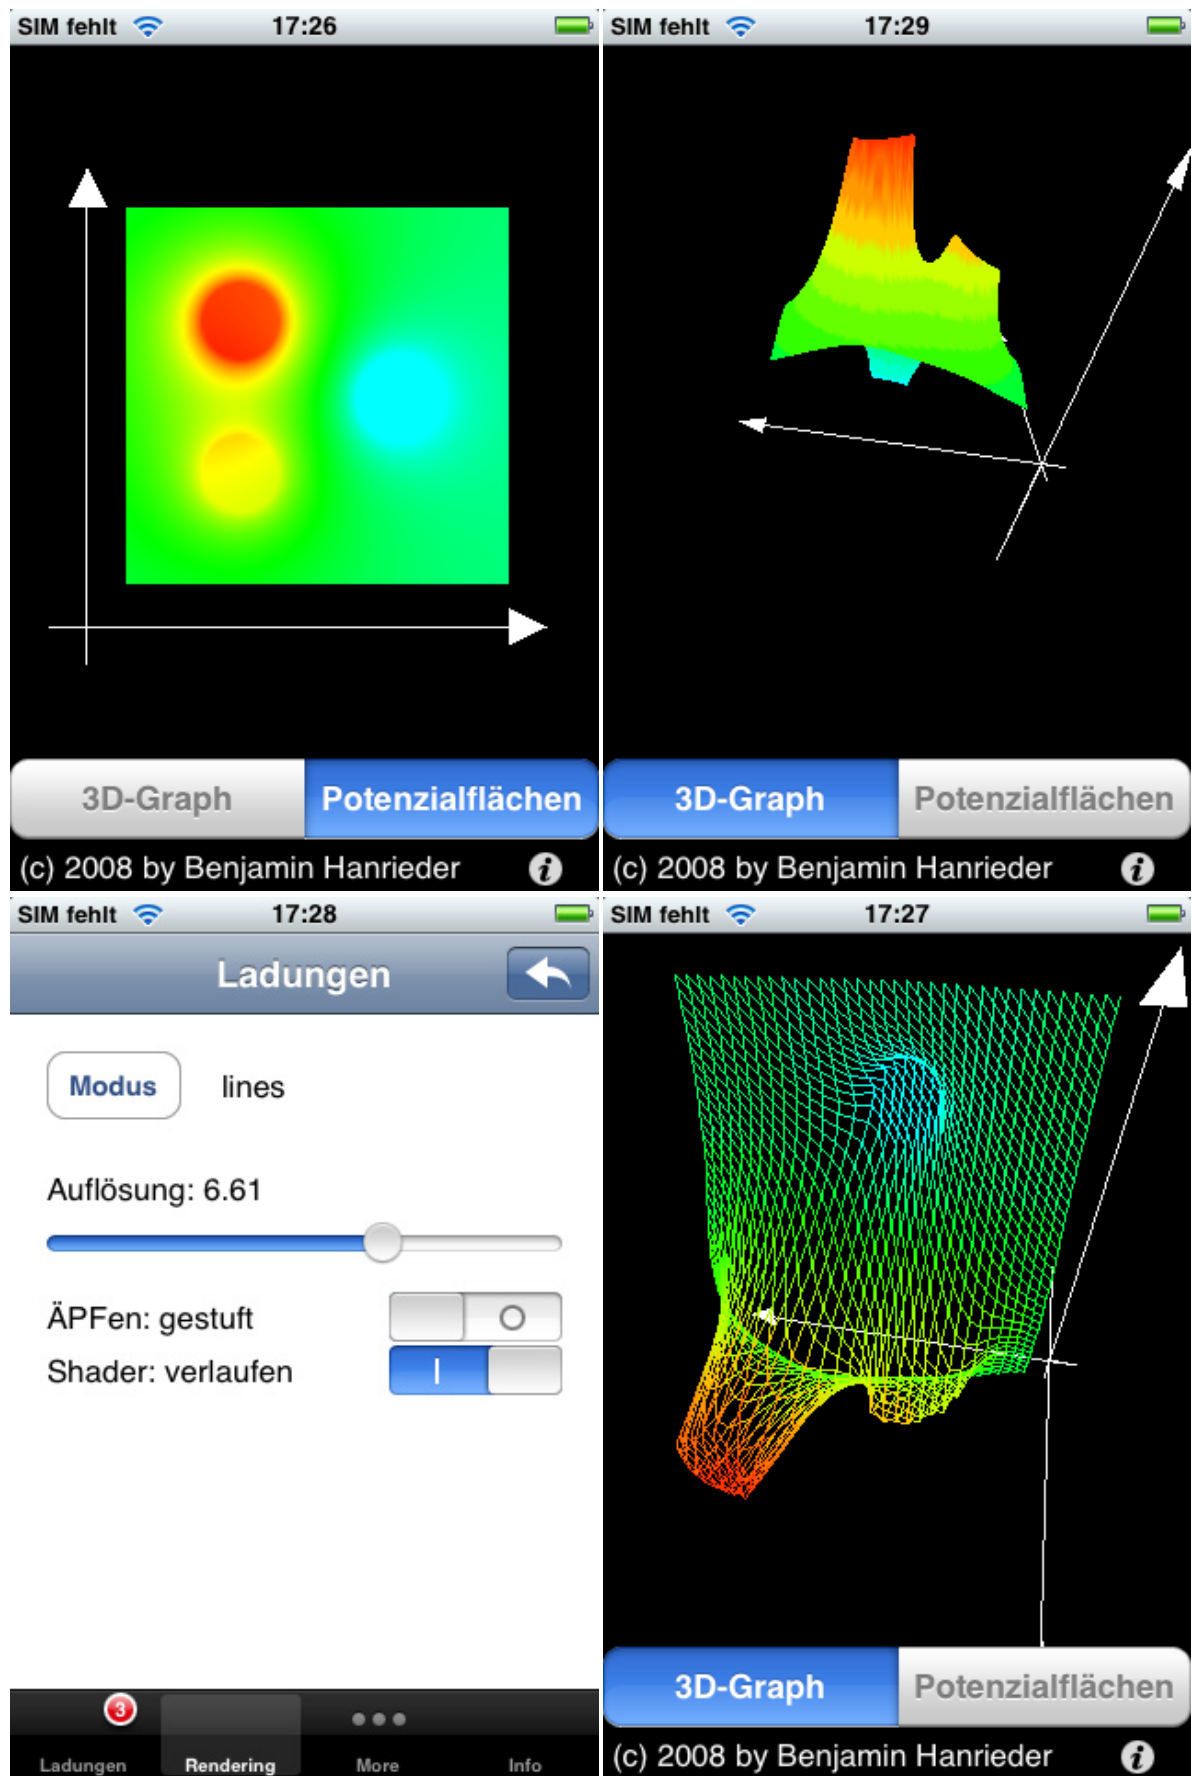 SIM fehlt 17:26
3D-Graph Potenzialflächen
(c) 2008 by Benjamin Hanrieder
SIM fehlt 17:29
3D-Graph Potenzialflächen
(c) 2008 by Benjamin Hanrieder
SIM fehlt 17:28
Ladungen
Modus lines
Auflösung: 6.61
ÄPFen: gestuft
Shader: verlaufen
3
Ladungen Rendering More Info
SIM fehlt 17:27
3D-Graph Potenzialflächen
(c) 2008 by Benjamin Hanrieder